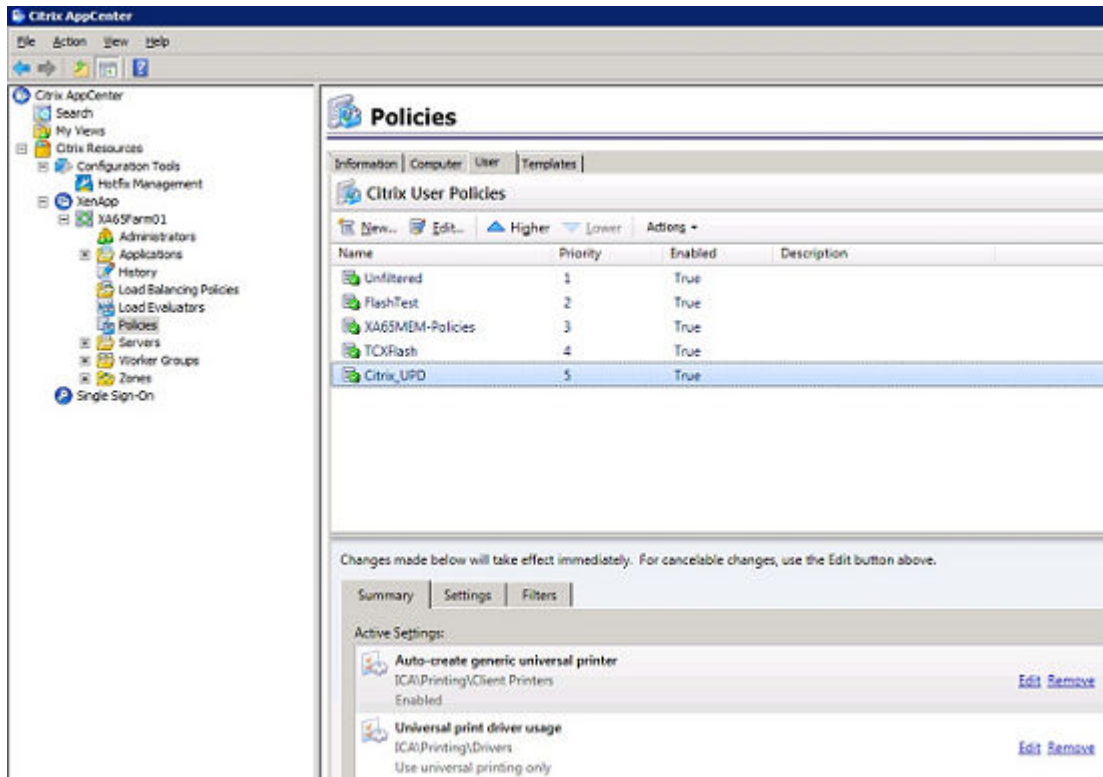 Citrix AppCenter
File Action View Help
Citrix AppCenter
Search
My Views
Citrix Resources
Configuration Tools
Hotfix Management
XenApp
XA65Farm01
Administrators
Applications
History
Load Balancing Policies
Load Evaluators
Policies
Servers
Worker Groups
Zones
Single Sign-On
Policies
Information Computer User Templates
Citrix User Policies
New... Edit... Higher Lower Actions
Name Priority Enabled Description
Unfiltered 1 True
FlashTest 2 True
XA65MEM-Policies 3 True
TCXFlash 4 True
Citrix_UPD 5 True
Changes made below will take effect immediately. For cancelable changes, use the Edit button above.
Summary Settings Filters
Active Settings:
Auto-create generic universal printer
ICA\Printing\Client Printers
Enabled
Edit Remove
Universal print driver usage
ICA\Printing\Drivers
Use universal printing only
Edit Remove